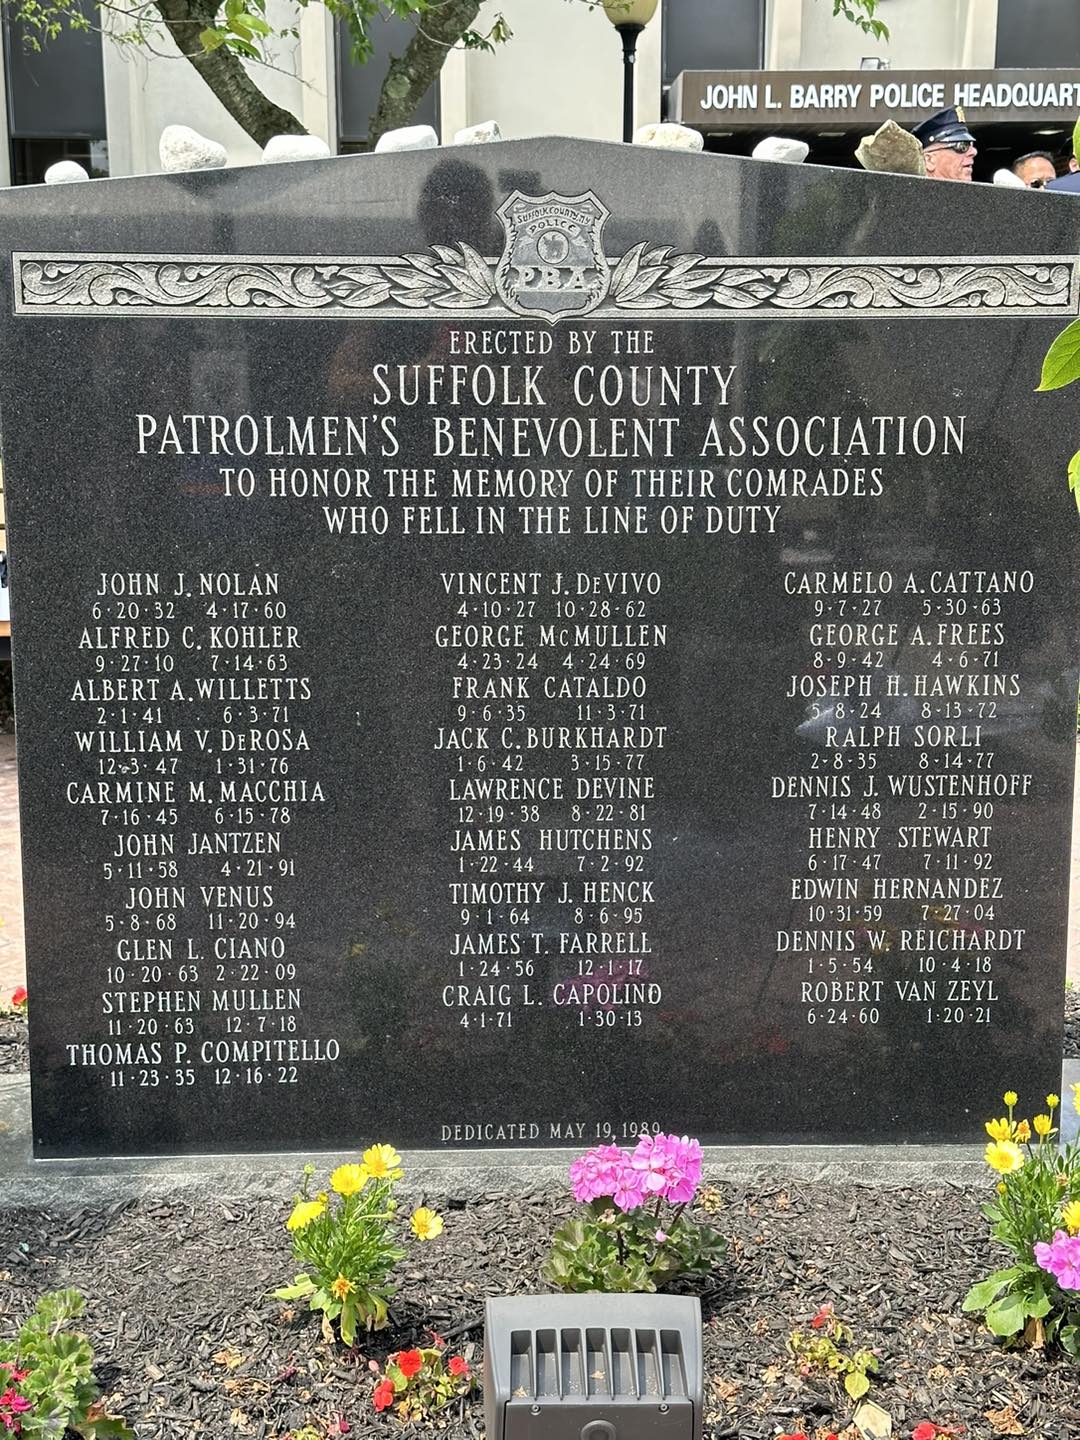 JOHN L. BARRY POLICE HEADQUART
SUFFOLK COUNTY, NY
POLICE
PBA
ERECTED BY THE
SUFFOLK COUNTY
PATROLMEN'S BENEVOLENT ASSOCIATION
TO HONOR THE MEMORY OF THEIR COMRADES
WHO FELL IN THE LINE OF DUTY
JOHN J. NOLAN
6·20·32 4·17·60
ALFRED C. KOHLER
9·27·10 7·14·63
ALBERT A. WILLETTS
2·1·41 6·3·71
WILLIAM V. DeROSA
12·3·47 1·31·76
CARMINE M. MACCHIA
7·16·45 6·15·78
JOHN JANTZEN
5·11·58 4·21·91
JOHN VENUS
5·8·68 11·20·94
GLEN L. CIANO
10·20·63 2·22·09
STEPHEN MULLEN
11·20·63 12·7·18
THOMAS P. COMPITELLO
11·23·35 12·16·22
VINCENT J. DeVIVO
4·10·27 10·28·62
GEORGE McMULLEN
4·23·24 4·24·69
FRANK CATALDO
9·6·35 11·3·71
JACK C. BURKHARDT
1·6·42 3·15·77
LAWRENCE DEVINE
12·19·38 8·22·81
JAMES HUTCHENS
1·22·44 7·2·92
TIMOTHY J. HENCK
9·1·64 8·6·95
JAMES T. FARRELL
1·24·56 12·1·17
CRAIG L. CAPOLINO
4·1·71 1·30·13
CARMELO A. CATTANO
9·7·27 5·30·63
GEORGE A. FREES
8·9·42 4·6·71
JOSEPH H. HAWKINS
5·8·24 8·13·72
RALPH SORLI
2·8·35 8·14·77
DENNIS J. WUSTENHOFF
7·14·48 2·15·90
HENRY STEWART
6·17·47 7·11·92
EDWIN HERNANDEZ
10·31·59 7·27·04
DENNIS W. REICHARDT
1·5·54 10·4·18
ROBERT VAN ZEYL
6·24·60 1·20·21
DEDICATED MAY 19, 1989